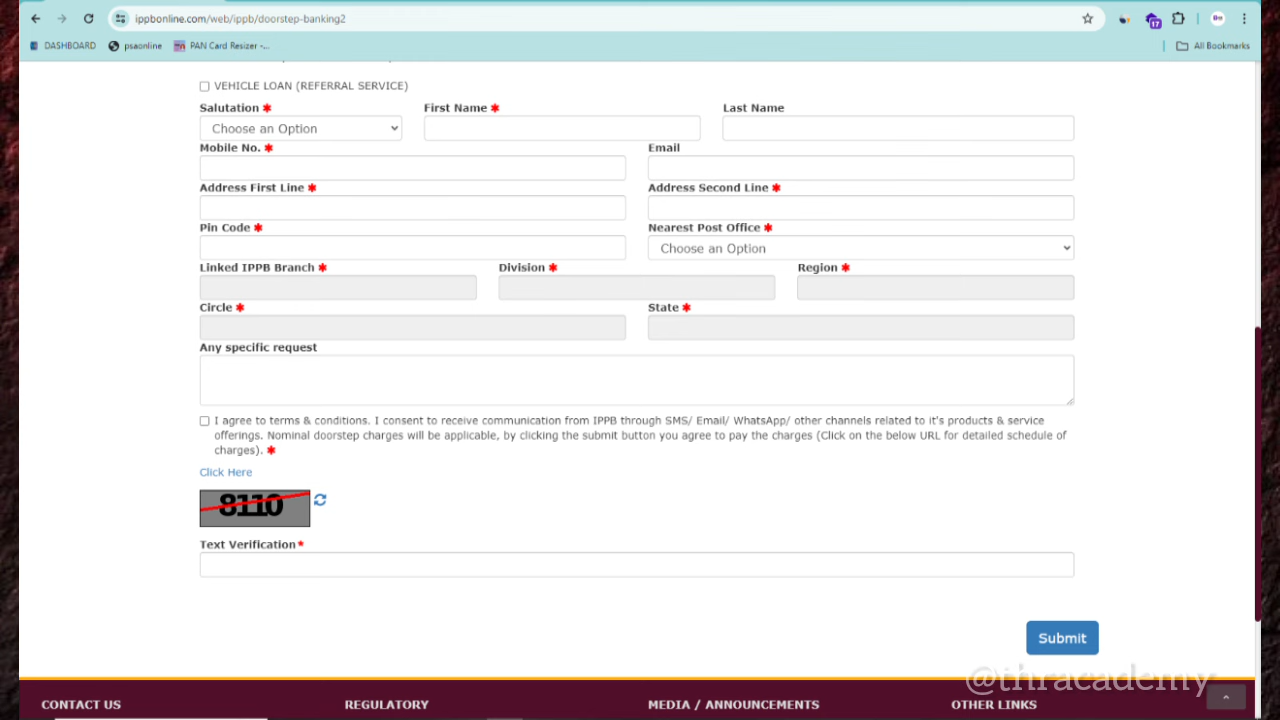 ippbonline.com/web/ippb/doorstep-banking2
17
DASHBOARD psaonline PAN Card Resizer -... All Bookmarks
VEHICLE LOAN (REFERRAL SERVICE)
Salutation * First Name * Last Name
Choose an Option
Mobile No. * Email
Address First Line * Address Second Line *
Pin Code * Nearest Post Office *
Choose an Option
Linked IPPB Branch * Division * Region *
Circle * State *
Any specific request
I agree to terms & conditions. I consent to receive communication from IPPB through SMS/ Email/ WhatsApp/ other channels related to it's products & service
offerings. Nominal doorstep charges will be applicable, by clicking the submit button you agree to pay the charges (Click on the below URL for detailed schedule of
charges). *
Click Here
8110
Text Verification*
Submit
@thracademy
CONTACT US REGULATORY MEDIA / ANNOUNCEMENTS OTHER LINKS